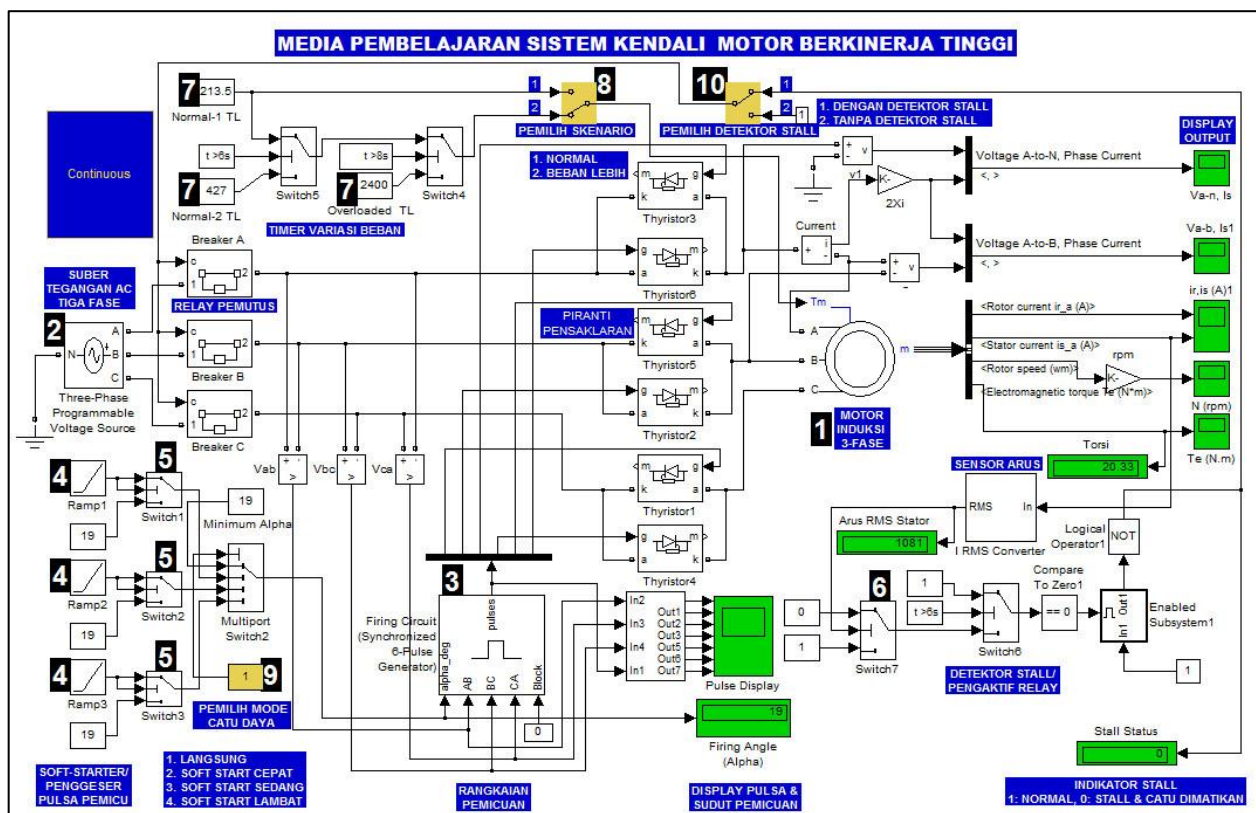 MEDIA PEMBELAJARAN SISTEM KENDALI MOTOR BERKINERJA TINGGI
Continuous
7
213.5
Normal-1 TL
t >6s
7
427
Normal-2 TL
Switch5
t >8s
7
2400
Overloaded TL
Switch4
TIMER VARIASI BEBAN
1
2
8
PEMILIH SKENARIO
1. NORMAL
2. BEBAN LEBIH
10
1
2
1
PEMILIH DETEKTOR STALL
1. DENGAN DETEKTOR STALL
2. TANPA DETEKTOR STALL
DISPLAY
OUTPUT
+
-
v
v1
K-
2Xi
Voltage A-to-N, Phase Current
<, >
Va-n, Is
Voltage A-to-B, Phase Current
<, >
Va-b, Is1
Current
+
i
-
+
-
v
SUBER
TEGANGAN AC
TIGA FASE
2
N
A
B
C
Three-Phase
Programmable
Voltage Source
Breaker A
c
1
2
RELAY PEMUTUS
c
1
2
Breaker B
c
1
2
Breaker C
m
g
k
a
Thyristor3
g
m
a
k
Thyristor6
PIRANTI
PENSAKLARAN
m
g
k
a
Thyristor5
g
m
a
k
Thyristor2
m
g
k
a
Thyristor1
g
m
a
k
Thyristor4
Tm
A
B
C
m
1
MOTOR
INDUKSI
3-FASE
<Rotor current ir_a (A)>
<Stator current is_a (A)>
<Rotor speed (wm)>
<Electromagnetic torque Te (N*m)>
rpm
K-
ir,is (A)1
N (rpm)
Te (N.m)
Torsi
20.33
SENSOR ARUS
RMS
In
I RMS Converter
Arus RMS Stator
1081
Logical
Operator1
NOT
Compare
To Zero1
== 0
Out1
In1
Enabled
Subsystem1
1
6
0
1
Switch7
1
t >6s
Switch6
DETEKTOR STALL/
PENGAKTIF RELAY
Stall Status
0
INDIKATOR STALL
1: NORMAL, 0: STALL & CATU DIMATIKAN
Vab
Vbc
Vca
4
Ramp1
19
5
Switch1
19
Minimum Alpha
4
Ramp2
19
5
Switch2
Multiport
Switch2
4
Ramp3
19
5
Switch3
1
9
PEMILIH MODE
CATU DAYA
SOFT-STARTER/
PENGGESER
PULSA PEMICU
1. LANGSUNG
2. SOFT START CEPAT
3. SOFT START SEDANG
4. SOFT START LAMBAT
3
Firing Circuit
(Synchronized
6-Pulse
Generator)
pulses
alpha_deg
AB
BC
CA
Block
0
RANGKAIAN
PEMICUAN
In2
In3
In4
In1
Out1
Out2
Out3
Out5
Out6
Out7
Pulse Display
19
Firing Angle
(Alpha)
DISPLAY PULSA &
SUDUT PEMICUAN